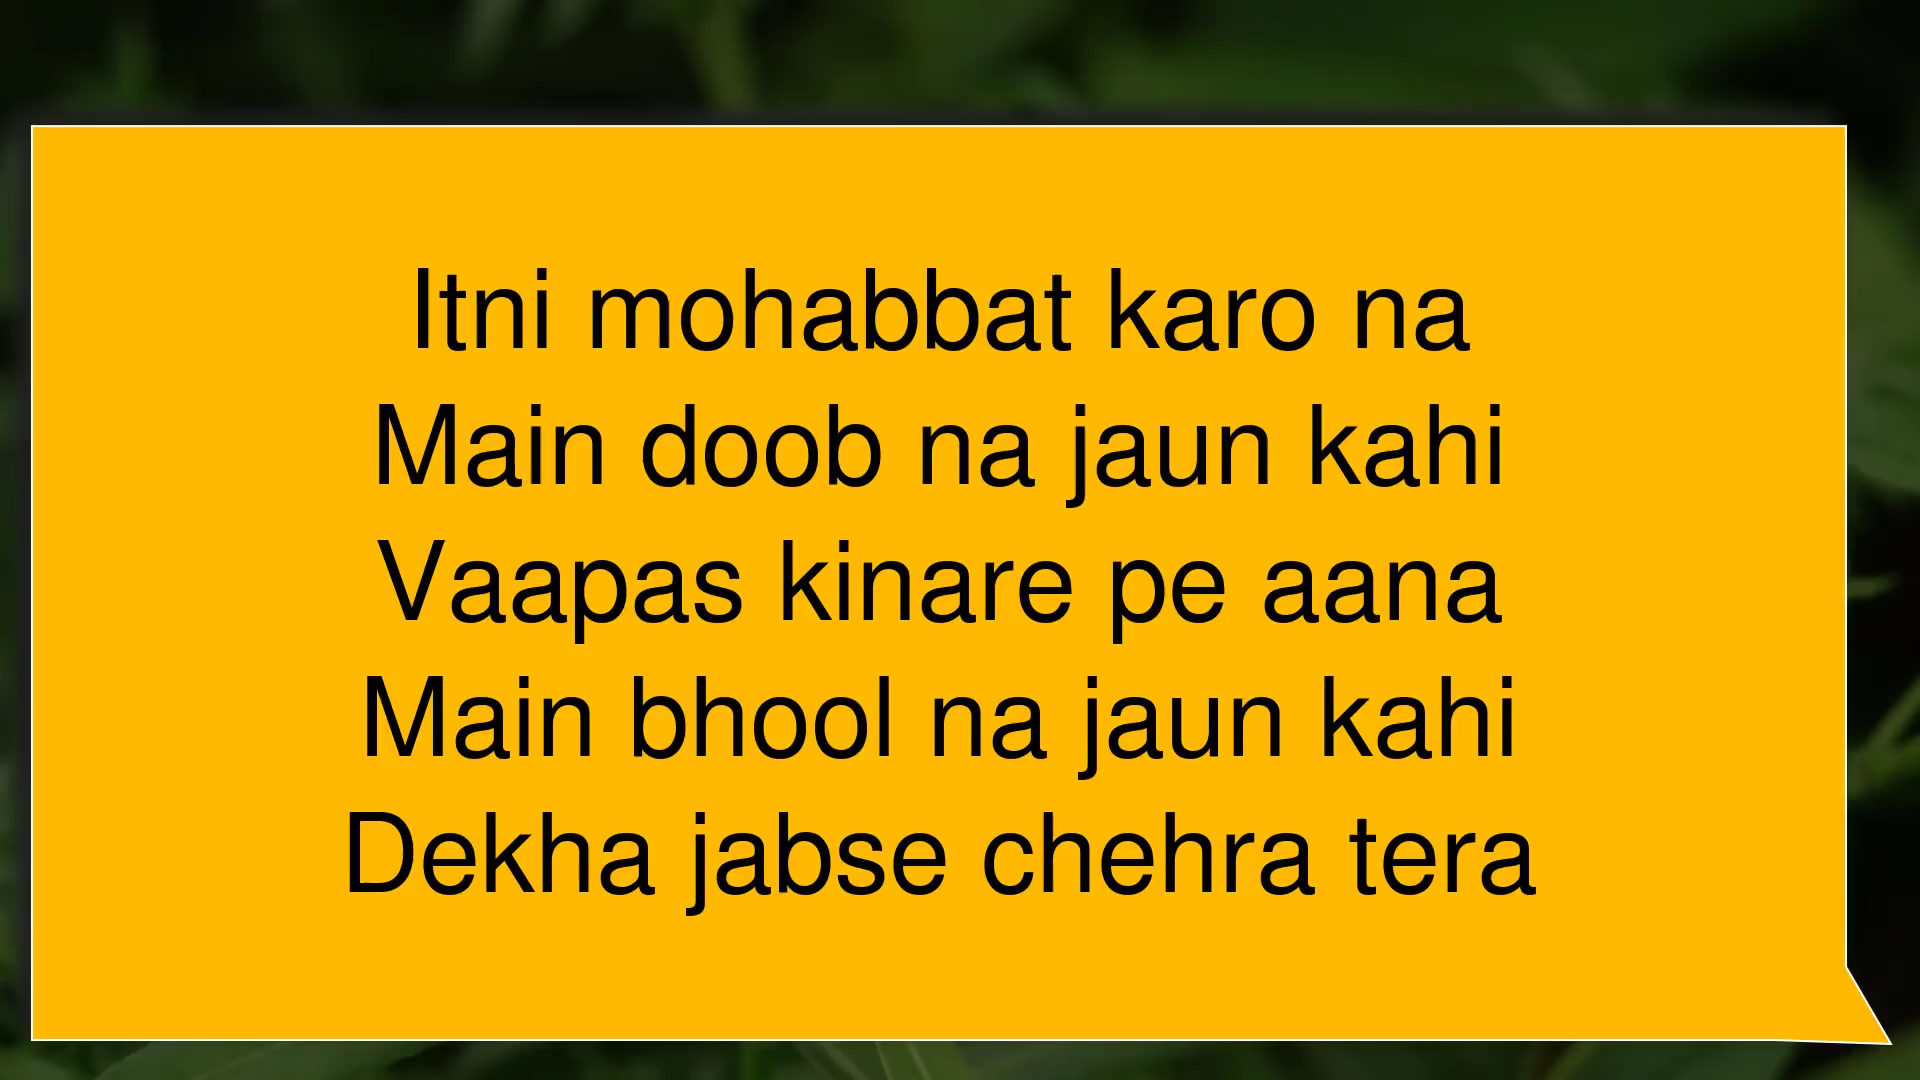 Itni mohabbat karo na
Main doob na jaun kahi
Vaapas kinare pe aana
Main bhool na jaun kahi
Dekha jabse chehra tera